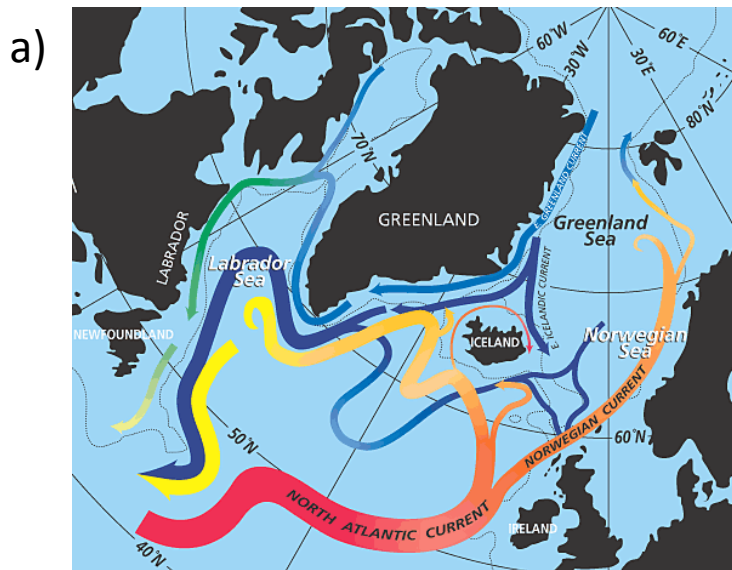 a)
60°W
30°W
60°E
30°E
80°N
70°N
E. GREENLAND CURRENT
GREENLAND
Greenland
Sea
LABRADOR
Labrador
Sea
E. ICELANDIC CURRENT
NEWFOUNDLAND
ICELAND
Norwegian
Sea
NORWEGIAN CURRENT
50°N
60°N
NORTH ATLANTIC CURRENT
IRELAND
40°N